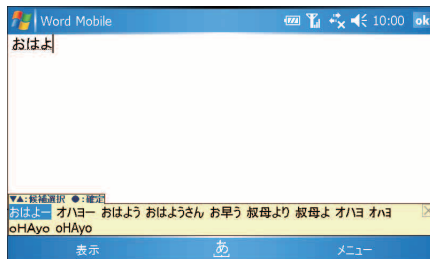 Word Mobile 10:00 ok
おはよ
▼▲:候補選択 ●:確定
おはよー オハヨー おはよう おはようさん お早う 叔母より 叔母よ オハヨ オハヨ
oHAyo oHAyo
表示 あ メニュー